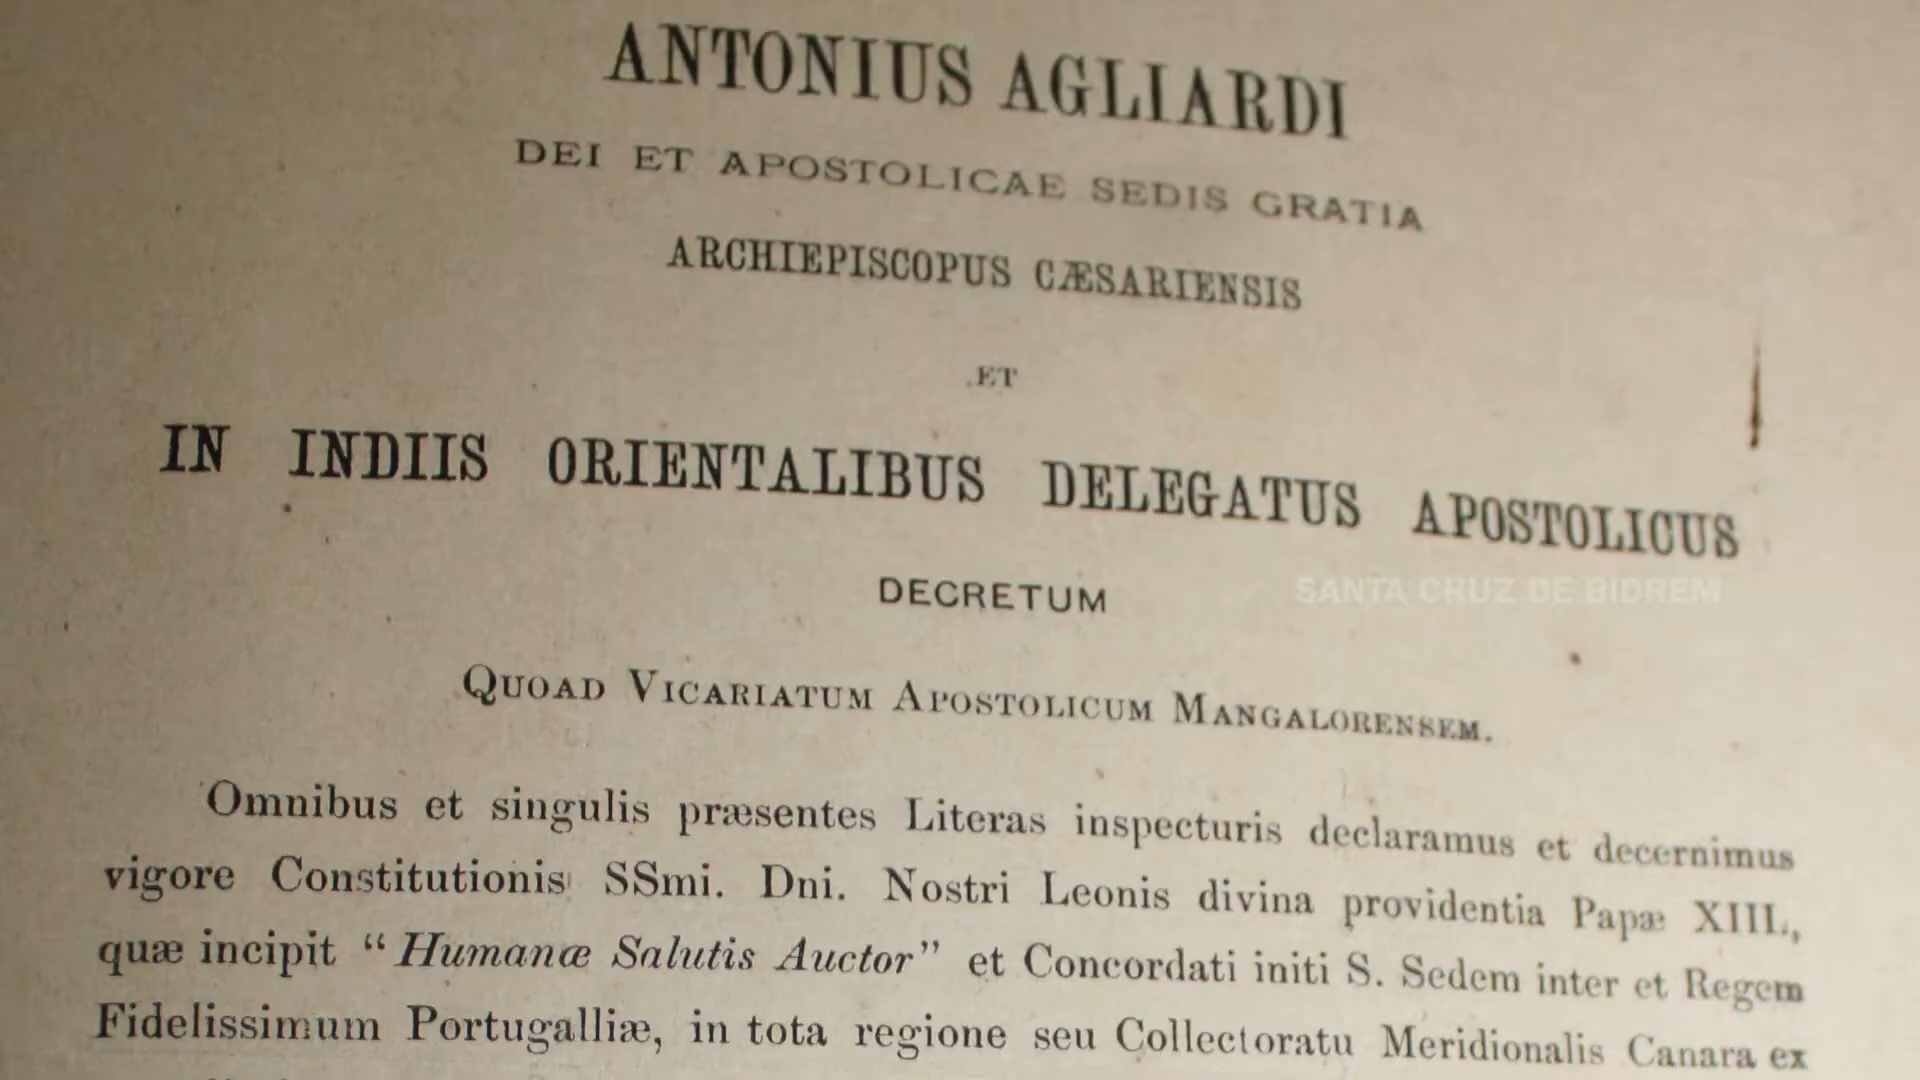 ANTONIUS AGLIARDI
DEI ET APOSTOLICAE SEDIS GRATIA
ARCHIEPISCOPUS CÆSARIENSIS
ET
IN INDIIS ORIENTALIBUS DELEGATUS APOSTOLICUS
DECRETUM
SANTA CRUZ DE BIDREM
QUOAD VICARIATUM APOSTOLICUM MANGALORENSEM.
Omnibus et singulis præsentes Literas inspecturis declaramus et decernimus
vigore Constitutionis SSmi. Dni. Nostri Leonis divina providentia Papæ XIII.,
quæ incipit “Humanæ Salutis Auctor” et Concordati initi S. Sedem inter et Regem
Fidelissimum Portugalliæ, in tota regione seu Collectoratu Meridionalis Canara ex